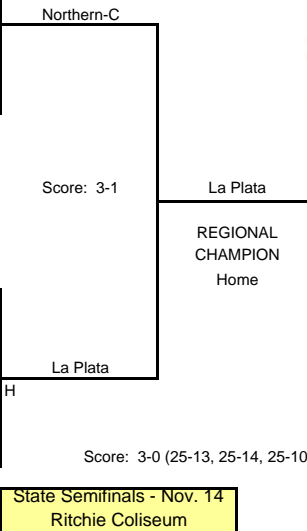 Northern-C
Score: 3-1
La Plata
REGIONAL
CHAMPION
Home
La Plata
H
Score: 3-0 (25-13, 25-14, 25-10
State Semifinals - Nov. 14
Ritchie Coliseum